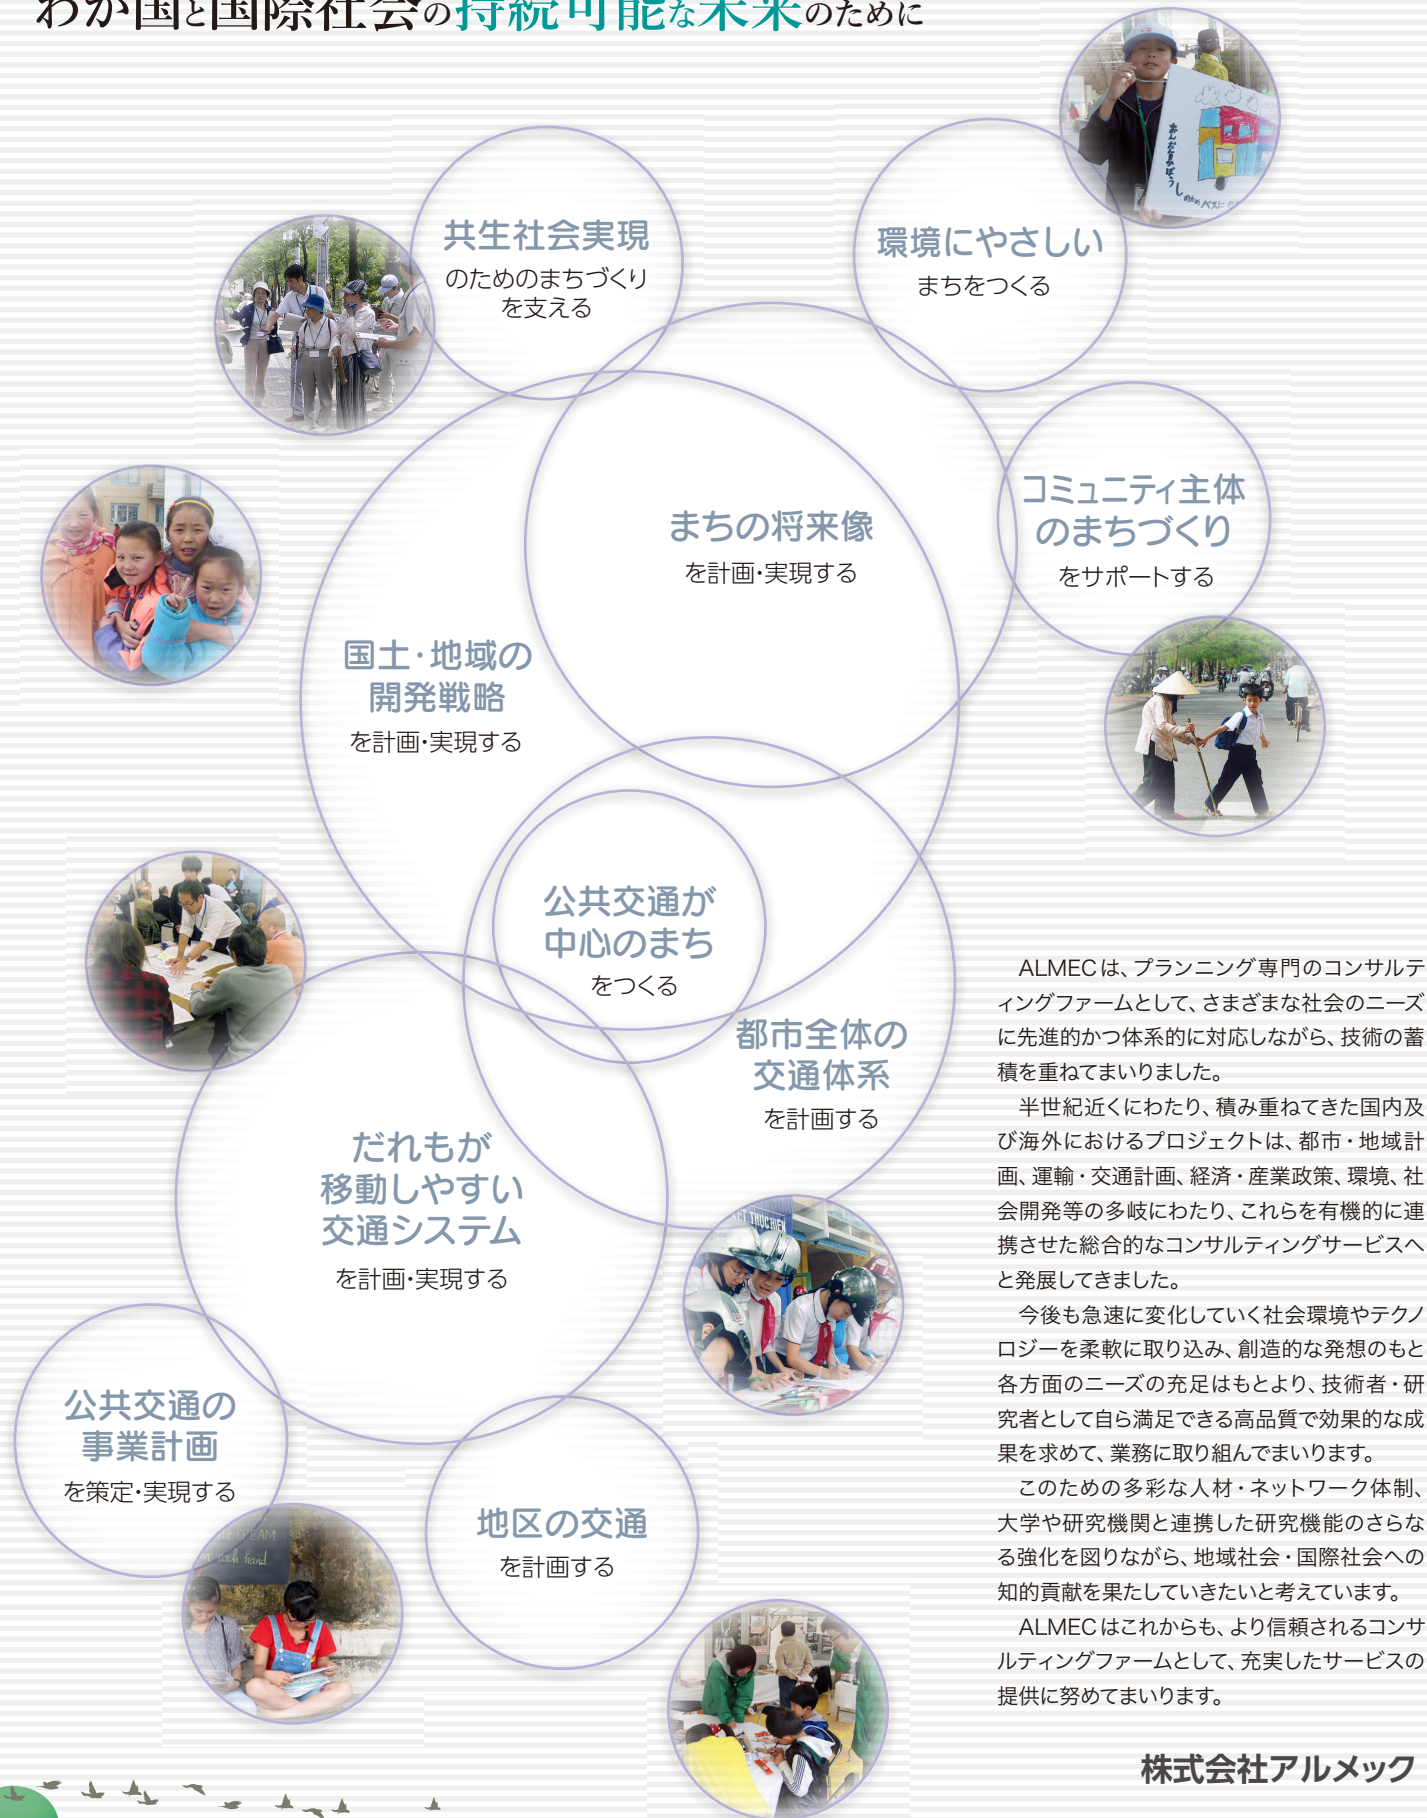 わが国と国際社会の持続可能な未来のために
共生社会実現
のためのまちづくり
を支える
環境にやさしい
まちをつくる
まちの将来像
を計画・実現する
コミュニティ主体
のまちづくり
をサポートする
国土・地域の
開発戦略
を計画・実現する
公共交通が
中心のまち
をつくる
都市全体の
交通体系
を計画する
だれもが
移動しやすい
交通システム
を計画・実現する
公共交通の
事業計画
を策定・実現する
地区の交通
を計画する
each hand
ALMECは、プランニング専門のコンサルテ
ィングファームとして、さまざまな社会のニーズ
に先進的かつ体系的に対応しながら、技術の蓄
積を重ねてまいりました。
半世紀近くにわたり、積み重ねてきた国内及
び海外におけるプロジェクトは、都市・地域計
画、運輸・交通計画、経済・産業政策、環境、社
会開発等の多岐にわたり、これらを有機的に連
携させた総合的なコンサルティングサービスへ
と発展してきました。
今後も急速に変化していく社会環境やテクノ
ロジーを柔軟に取り込み、創造的な発想のもと
各方面のニーズの充足はもとより、技術者・研
究者として自ら満足できる高品質で効果的な成
果を求めて、業務に取り組んでまいります。
このための多彩な人材・ネットワーク体制、
大学や研究機関と連携した研究機能のさらな
る強化を図りながら、地域社会・国際社会への
知的貢献を果たしていきたいと考えています。
ALMECはこれからも、より信頼されるコンサ
ルティングファームとして、充実したサービスの
提供に努めてまいります。
株式会社アルメック